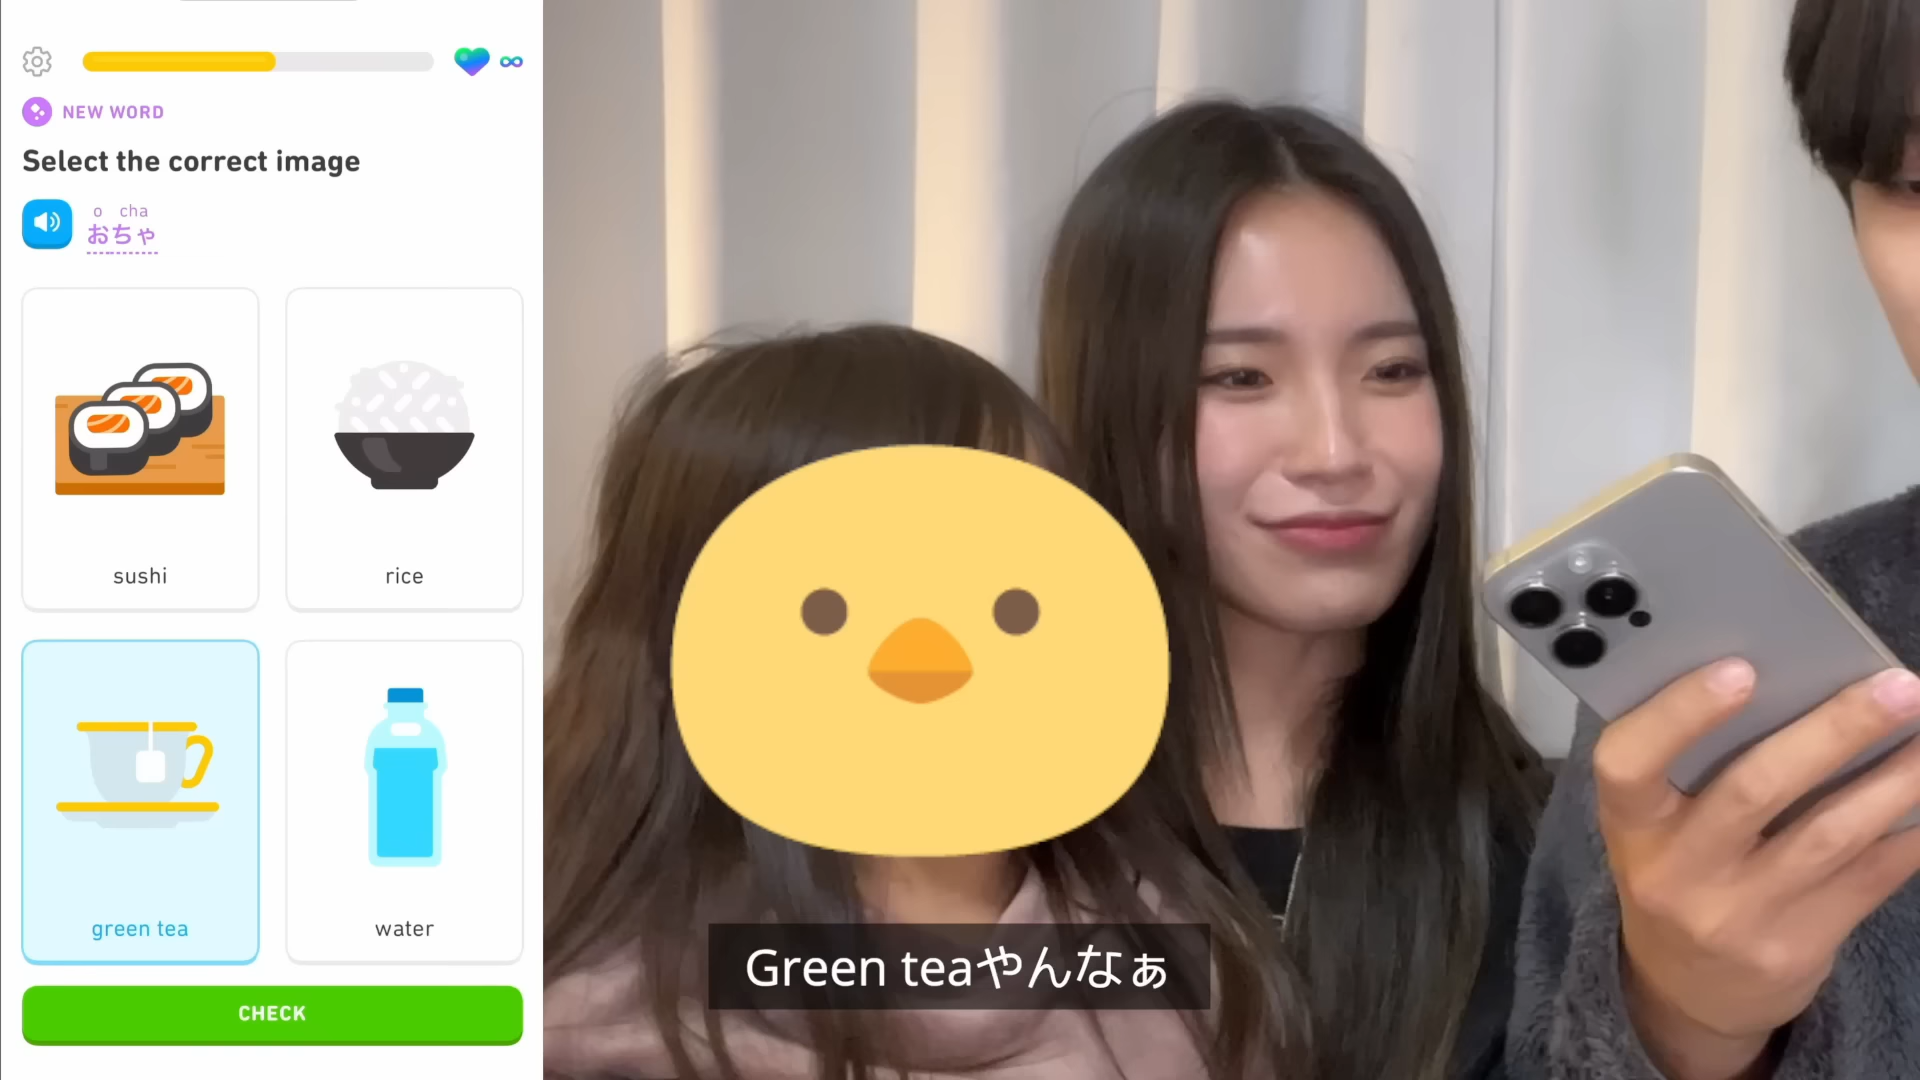 NEW WORD
Select the correct image
o cha
おちゃ
sushi
rice
green tea
water
CHECK
Green teaやんなぁ